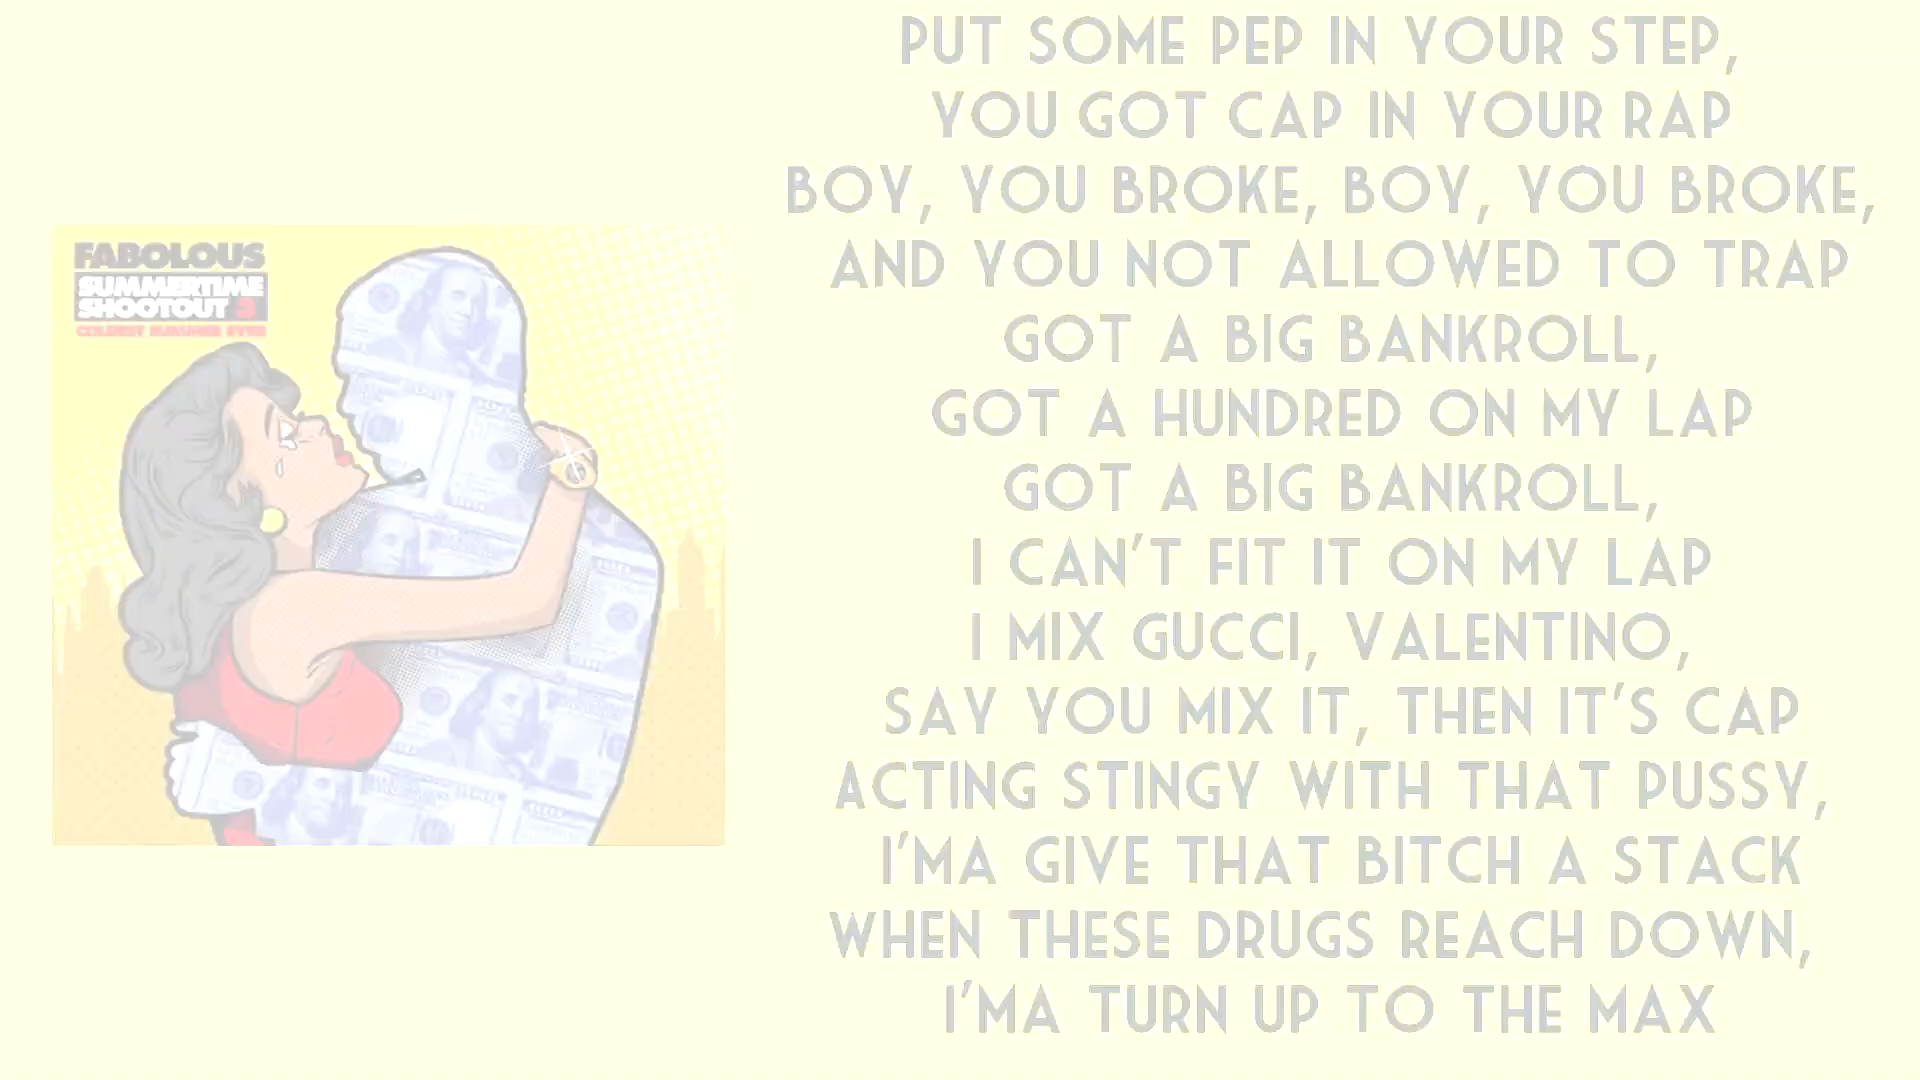 FABOLOUS
SUMMERTIME
SHOOTOUT 3
COLDEST SUMMER EVER
PUT SOME PEP IN YOUR STEP,
YOU GOT CAP IN YOUR RAP
BOY, YOU BROKE, BOY, YOU BROKE,
AND YOU NOT ALLOWED TO TRAP
GOT A BIG BANKROLL,
GOT A HUNDRED ON MY LAP
GOT A BIG BANKROLL,
I CAN'T FIT IT ON MY LAP
I MIX GUCCI, VALENTINO,
SAY YOU MIX IT, THEN IT'S CAP
ACTING STINGY WITH THAT PUSSY,
I'MA GIVE THAT BITCH A STACK
WHEN THESE DRUGS REACH DOWN,
I'MA TURN UP TO THE MAX